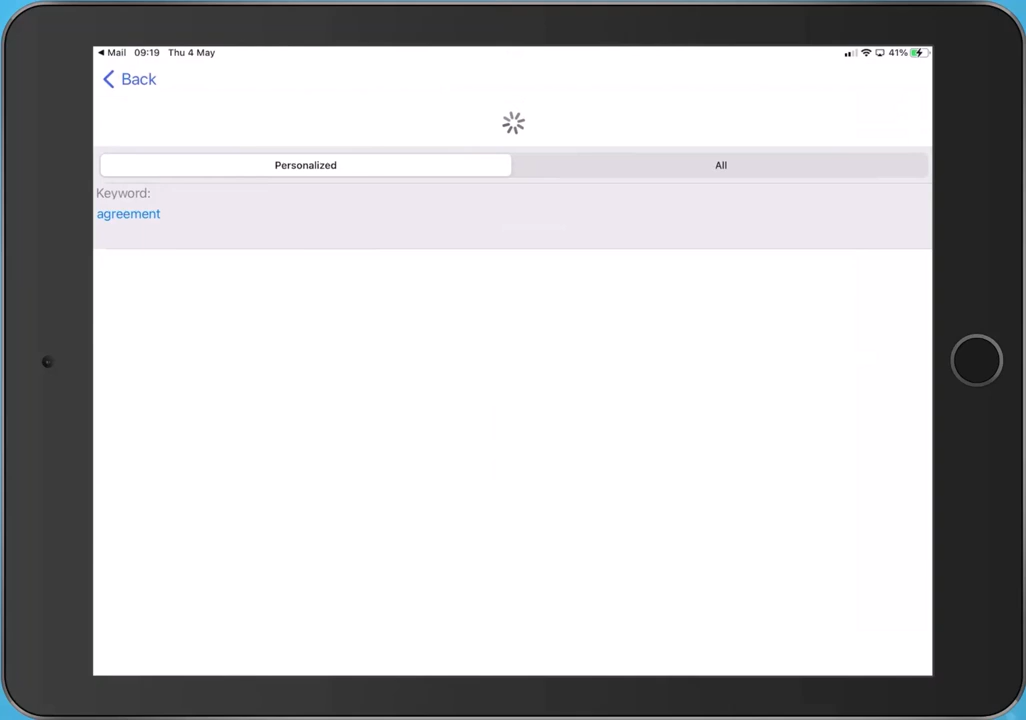 Mail 09:19 Thu 4 May 41%
Back
Personalized All
Keyword:
agreement